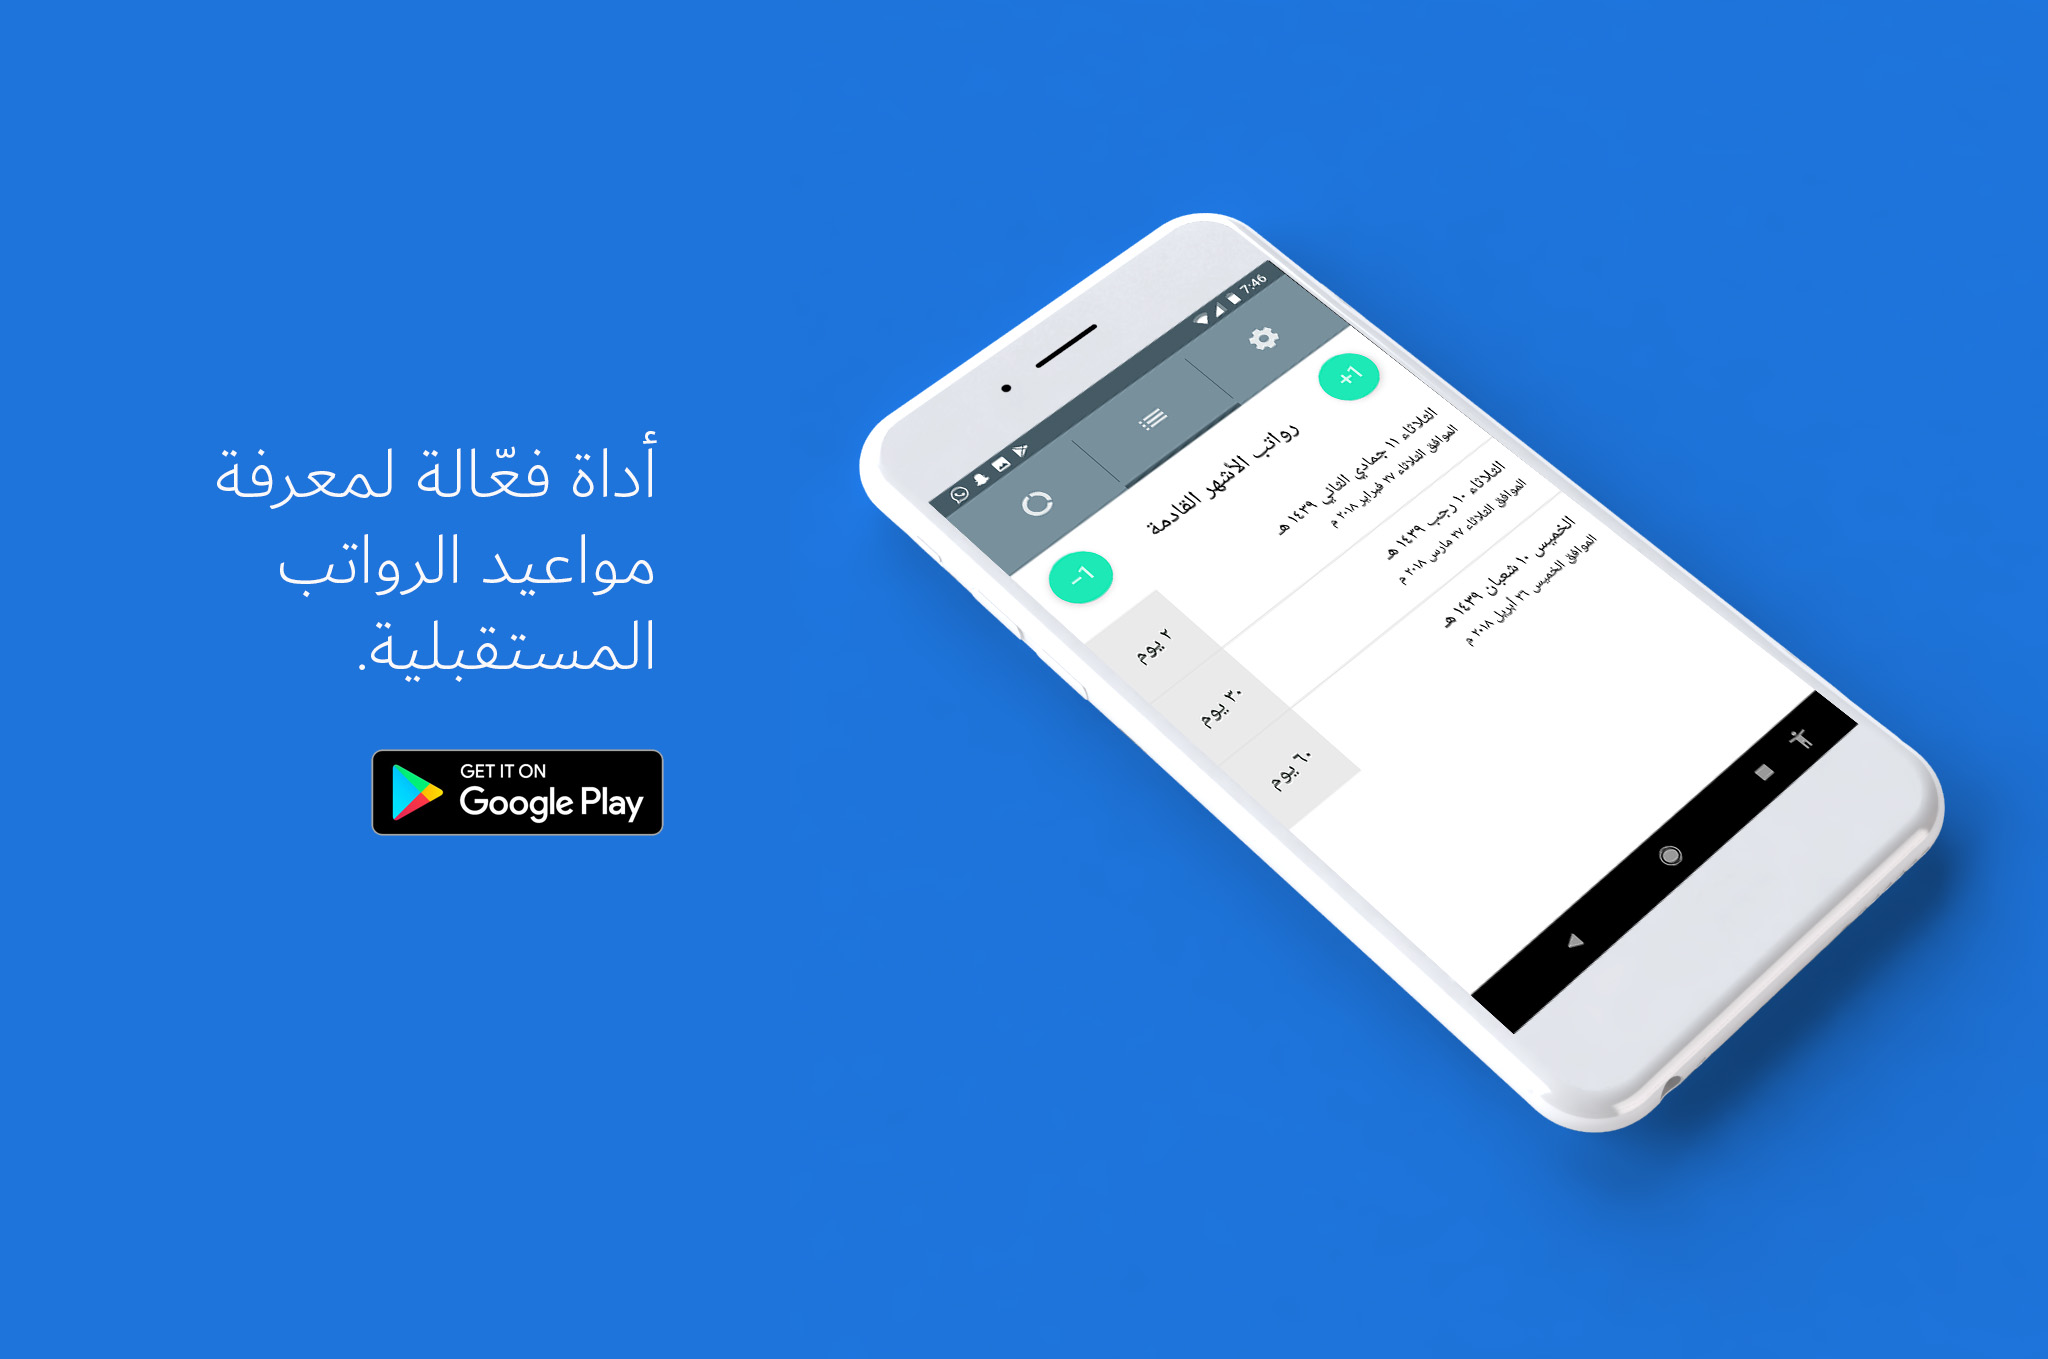 أداة فعّالة لمعرفة
مواعيد الرواتب
المستقبلية.
GET IT ON
Google Play
7:46
+1
رواتب الأشهر القادمة
-1
الثلاثاء ١١ جمادي الثاني ١٤٣٩ هـ
الموافق الثلاثاء ٢٧ فبراير ٢٠١٨ م
٢ يوم
الثلاثاء ١٠ رجب ١٤٣٩ هـ
الموافق الثلاثاء ٢٧ مارس ٢٠١٨ م
٣٠ يوم
الخميس ١٠ شعبان ١٤٣٩ هـ
الموافق الخميس ٢٦ أبريل ٢٠١٨ م
٦٠ يوم